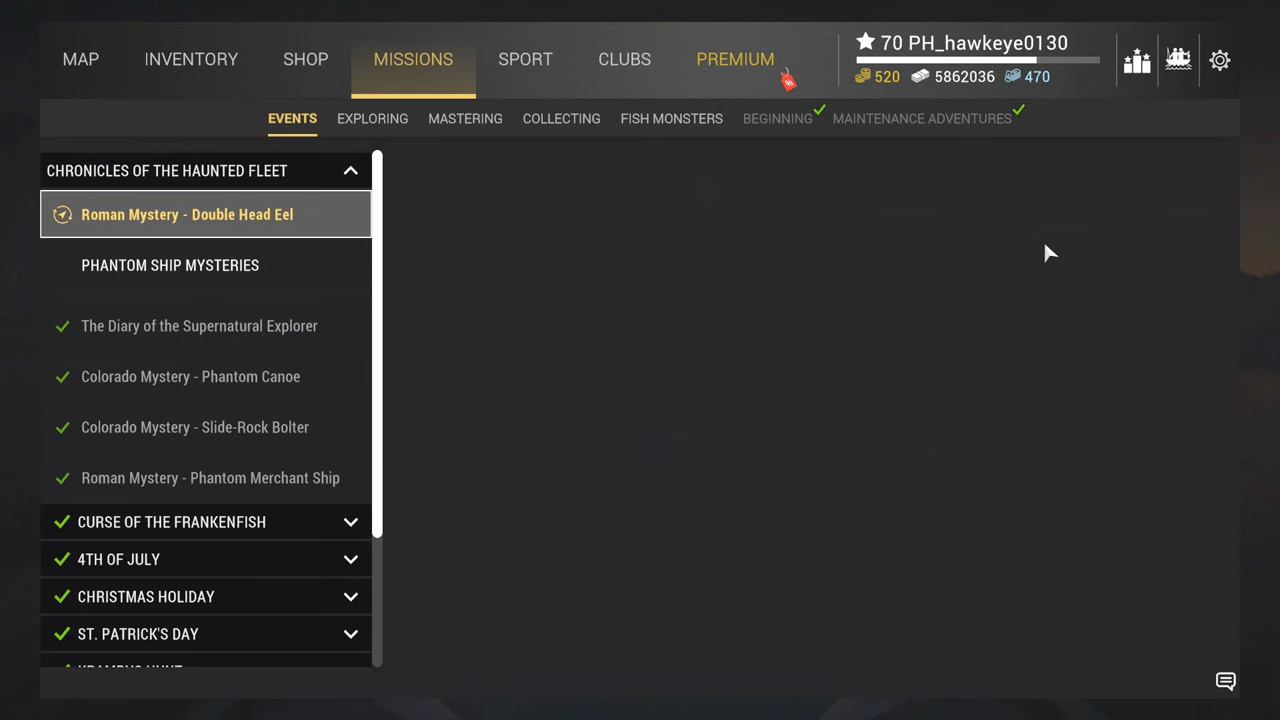 MAP INVENTORY SHOP MISSIONS SPORT CLUBS PREMIUM
70 PH_hawkeye0130
520 5862036 470
EVENTS EXPLORING MASTERING COLLECTING FISH MONSTERS BEGINNING MAINTENANCE ADVENTURES
CHRONICLES OF THE HAUNTED FLEET
Roman Mystery - Double Head Eel
PHANTOM SHIP MYSTERIES
The Diary of the Supernatural Explorer
Colorado Mystery - Phantom Canoe
Colorado Mystery - Slide-Rock Bolter
Roman Mystery - Phantom Merchant Ship
CURSE OF THE FRANKENFISH
4TH OF JULY
CHRISTMAS HOLIDAY
ST. PATRICK'S DAY